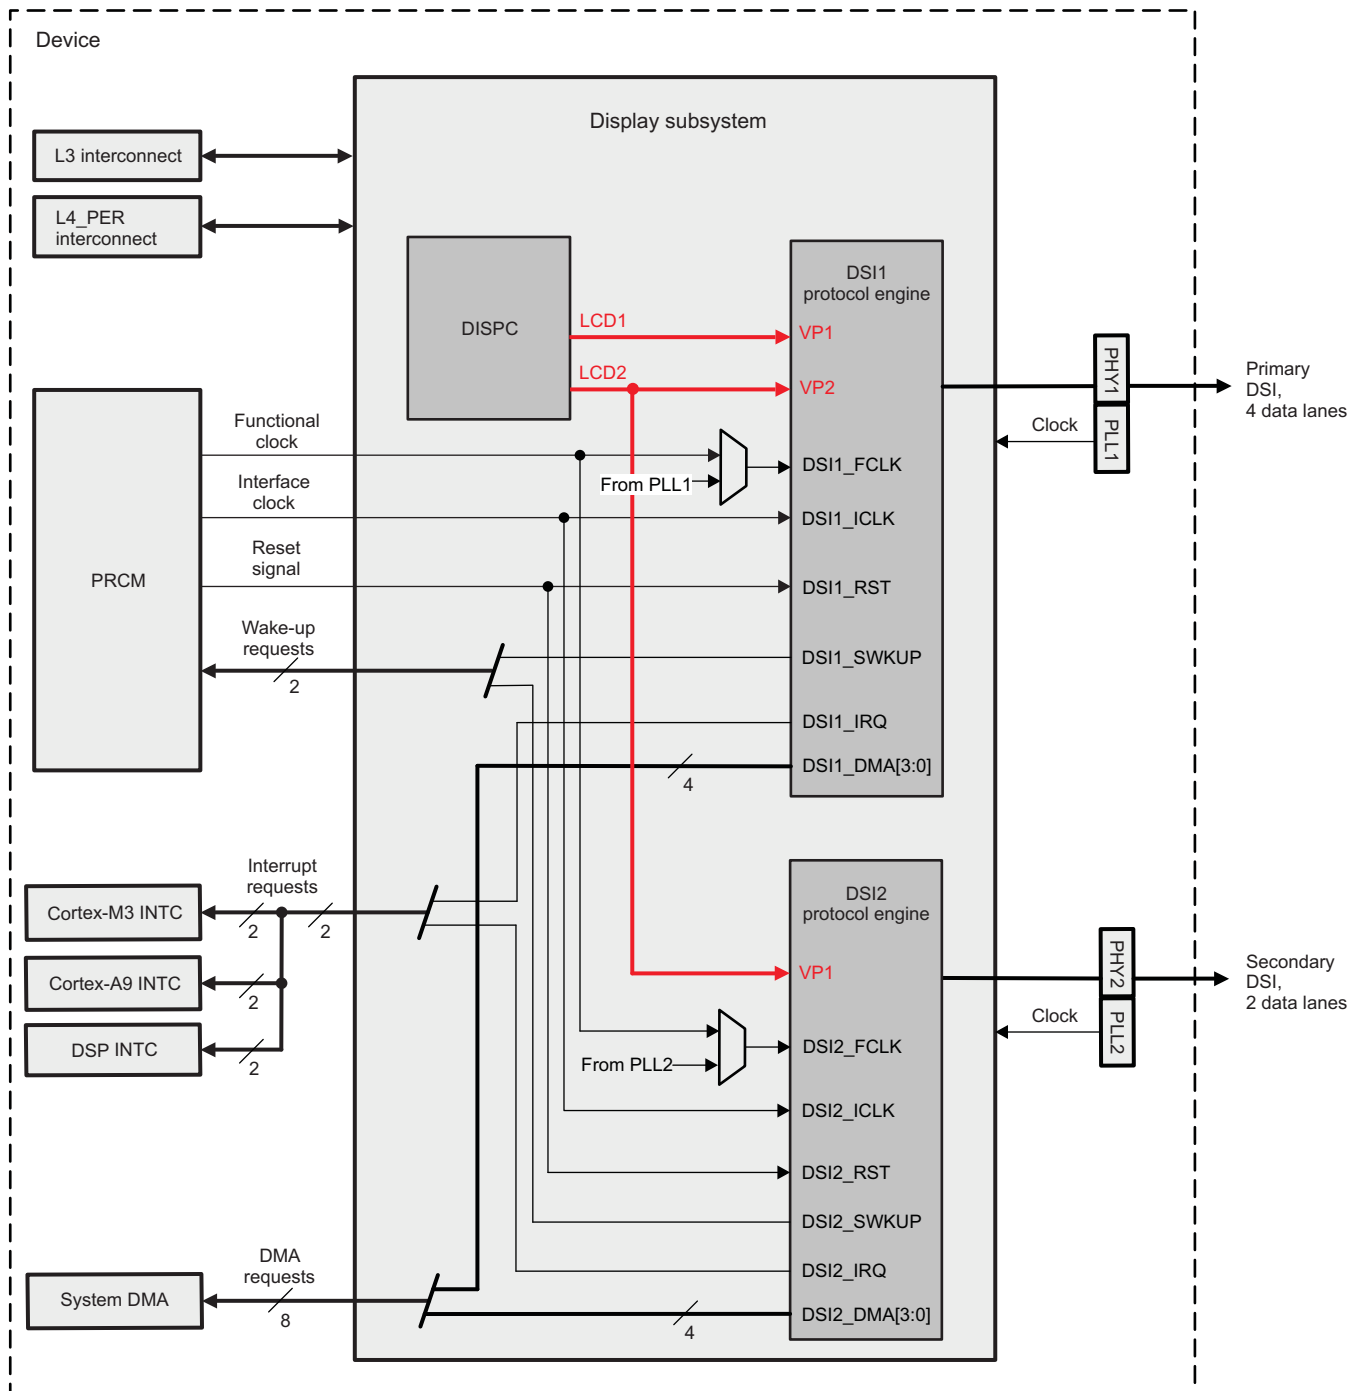 Device
Display subsystem
L3 interconnect
L4_PER
interconnect
DISPC
LCD1
LCD2
DSI1
protocol engine
VP1
VP2
DSI1_FCLK
DSI1_ICLK
DSI1_RST
DSI1_SWKUP
DSI1_IRQ
DSI1_DMA[3:0]
4
From PLL1
PHY1
PLL1
Clock
Primary
DSI,
4 data lanes
PRCM
Functional
clock
Interface
clock
Reset
signal
Wake-up
requests
2
Interrupt
requests
Cortex-M3 INTC
2
2
Cortex-A9 INTC
2
DSP INTC
2
DSI2
protocol engine
VP1
DSI2_FCLK
DSI2_ICLK
DSI2_RST
DSI2_SWKUP
DSI2_IRQ
DSI2_DMA[3:0]
4
From PLL2
PHY2
PLL2
Clock
Secondary
DSI,
2 data lanes
DMA
requests
System DMA
8